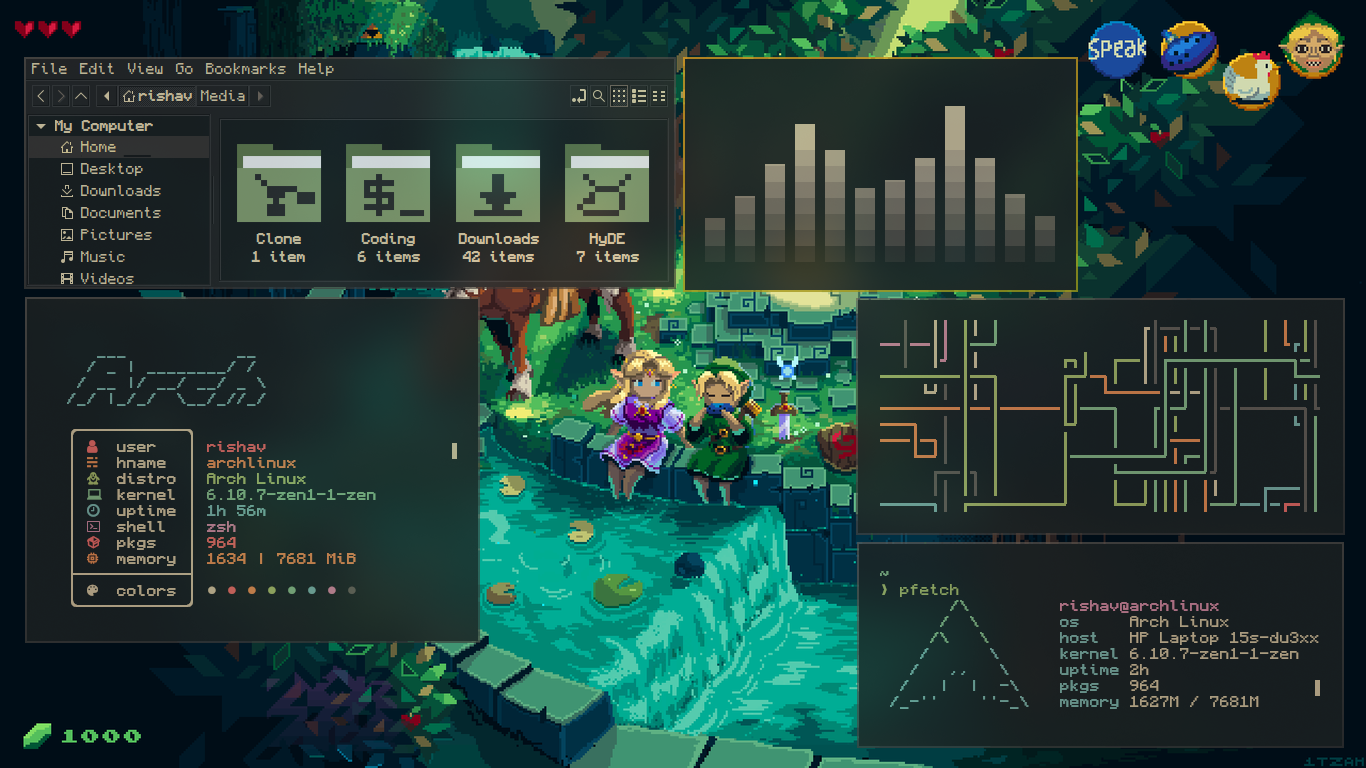 Speak
File Edit View Go Bookmarks Help
rishav Media
My Computer
Home
Desktop
Downloads
Documents
Pictures
Music
Videos
Clone
1 item
Coding
6 items
Downloads
42 items
HyDE
7 items
Arch
user rishav
hname archlinux
distro Arch Linux
kernel 6.10.7-zen1-1-zen
uptime 1h 56m
shell zsh
pkgs 964
memory 1634 | 7681 MiB
colors
~
❯ pfetch
rishav@archlinux
os Arch Linux
host HP Laptop 15s-du3xx
kernel 6.10.7-zen1-1-zen
uptime 2h
pkgs 964
memory 1627M / 7681M
1000
1TZAH